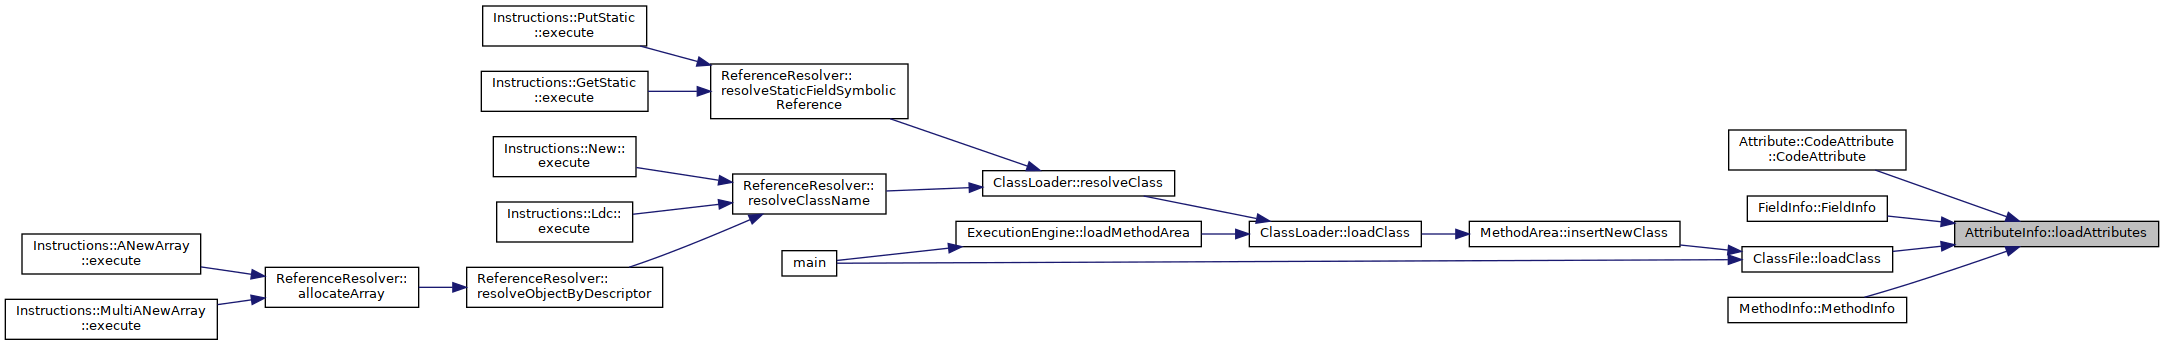 Instructions::PutStatic
::execute
Instructions::GetStatic
::execute
ReferenceResolver::
resolveStaticFieldSymbolic
Reference
Instructions::New::
execute
Instructions::Ldc::
execute
ReferenceResolver::
resolveClassName
Instructions::ANewArray
::execute
Instructions::MultiANewArray
::execute
ReferenceResolver::
allocateArray
ReferenceResolver::
resolveObjectByDescriptor
ClassLoader::resolveClass
ExecutionEngine::loadMethodArea
main
ClassLoader::loadClass
MethodArea::insertNewClass
Attribute::CodeAttribute
::CodeAttribute
FieldInfo::FieldInfo
ClassFile::loadClass
MethodInfo::MethodInfo
AttributeInfo::loadAttributes